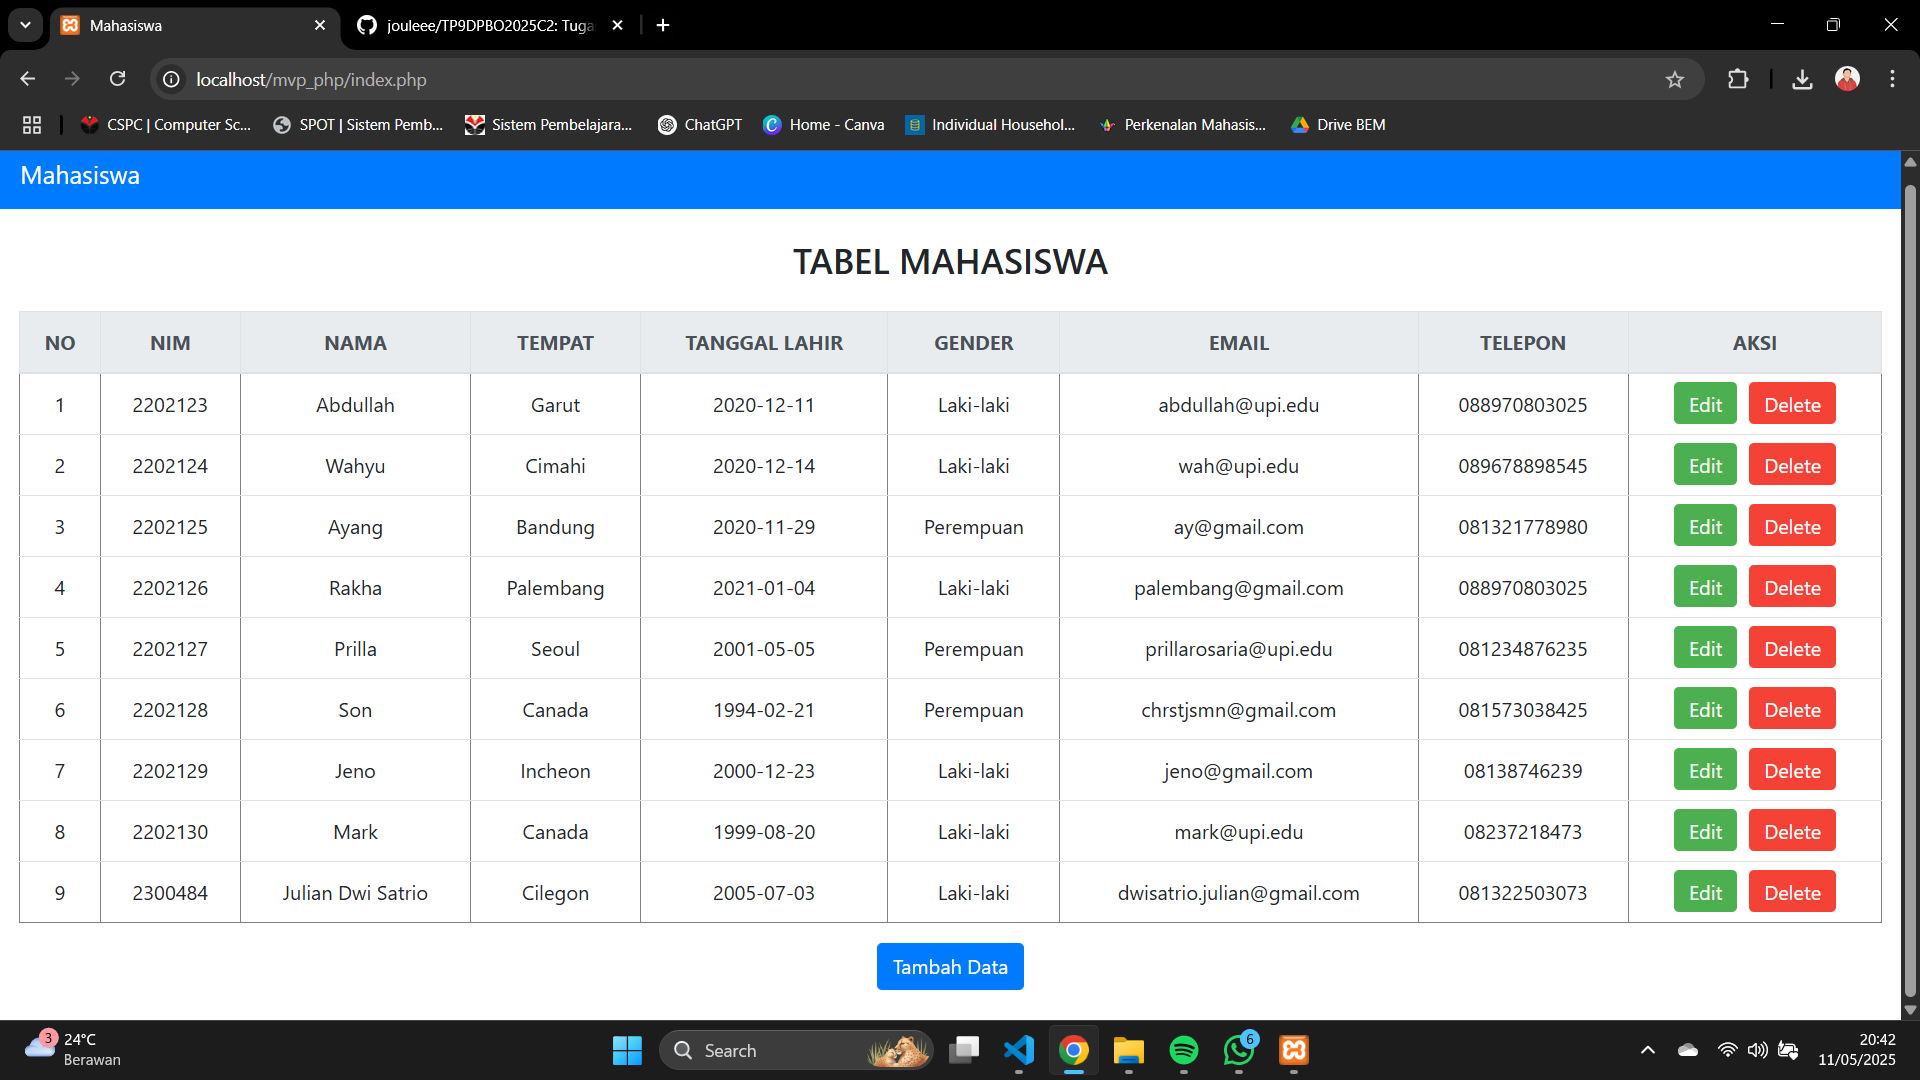 Mahasiswa
jouleee/TP9DPBO2025C2: Tuga
localhost/mvp_php/index.php
CSPC | Computer Sc... SPOT | Sistem Pemb... Sistem Pembelajara... ChatGPT Home - Canva Individual Househol... Perkenalan Mahasis... Drive BEM
Mahasiswa
TABEL MAHASISWA
NO NIM NAMA TEMPAT TANGGAL LAHIR GENDER EMAIL TELEPON AKSI
1 2202123 Abdullah Garut 2020-12-11 Laki-laki abdullah@upi.edu 088970803025 Edit Delete
2 2202124 Wahyu Cimahi 2020-12-14 Laki-laki wah@upi.edu 089678898545 Edit Delete
3 2202125 Ayang Bandung 2020-11-29 Perempuan ay@gmail.com 081321778980 Edit Delete
4 2202126 Rakha Palembang 2021-01-04 Laki-laki palembang@gmail.com 088970803025 Edit Delete
5 2202127 Prilla Seoul 2001-05-05 Perempuan prillarosaria@upi.edu 081234876235 Edit Delete
6 2202128 Son Canada 1994-02-21 Perempuan chrstjsmn@gmail.com 081573038425 Edit Delete
7 2202129 Jeno Incheon 2000-12-23 Laki-laki jeno@gmail.com 08138746239 Edit Delete
8 2202130 Mark Canada 1999-08-20 Laki-laki mark@upi.edu 08237218473 Edit Delete
9 2300484 Julian Dwi Satrio Cilegon 2005-07-03 Laki-laki dwisatrio.julian@gmail.com 081322503073 Edit Delete
Tambah Data
3 24°C
Berawan
Search
6
20:42
11/05/2025